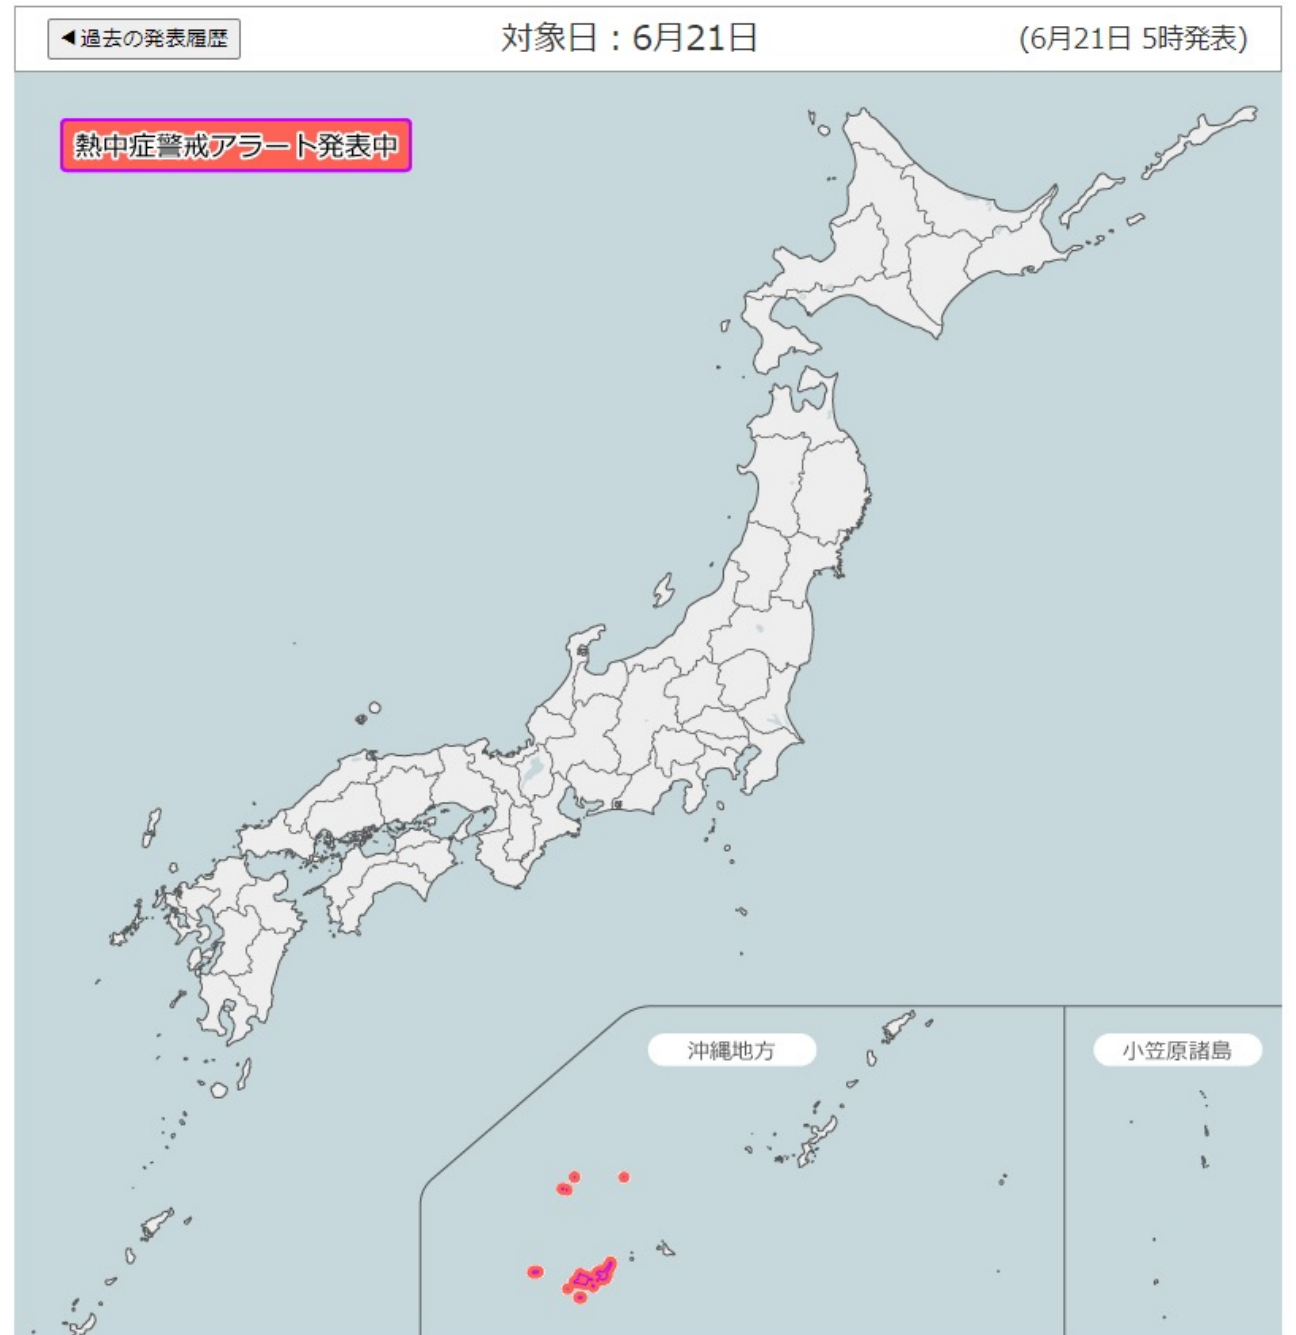 ◀過去の発表履歴
対象日：6月21日
(6月21日 5時発表)
熱中症警戒アラート発表中
沖縄地方
小笠原諸島